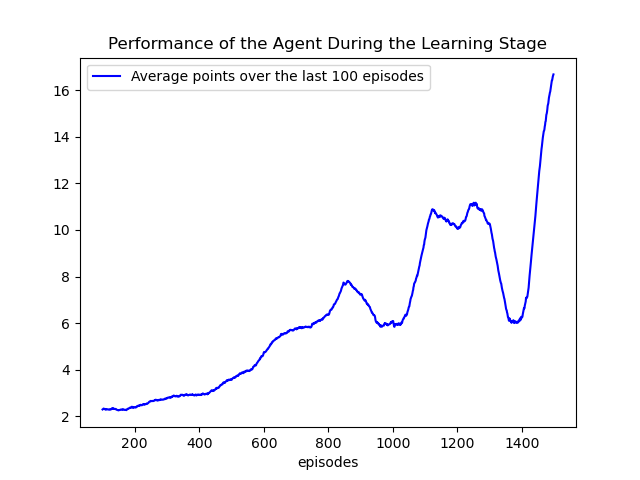 Performance of the Agent During the Learning Stage
Average points over the last 100 episodes
16
14
12
10
8
6
4
2
200 400 600 800 1000 1200 1400
episodes